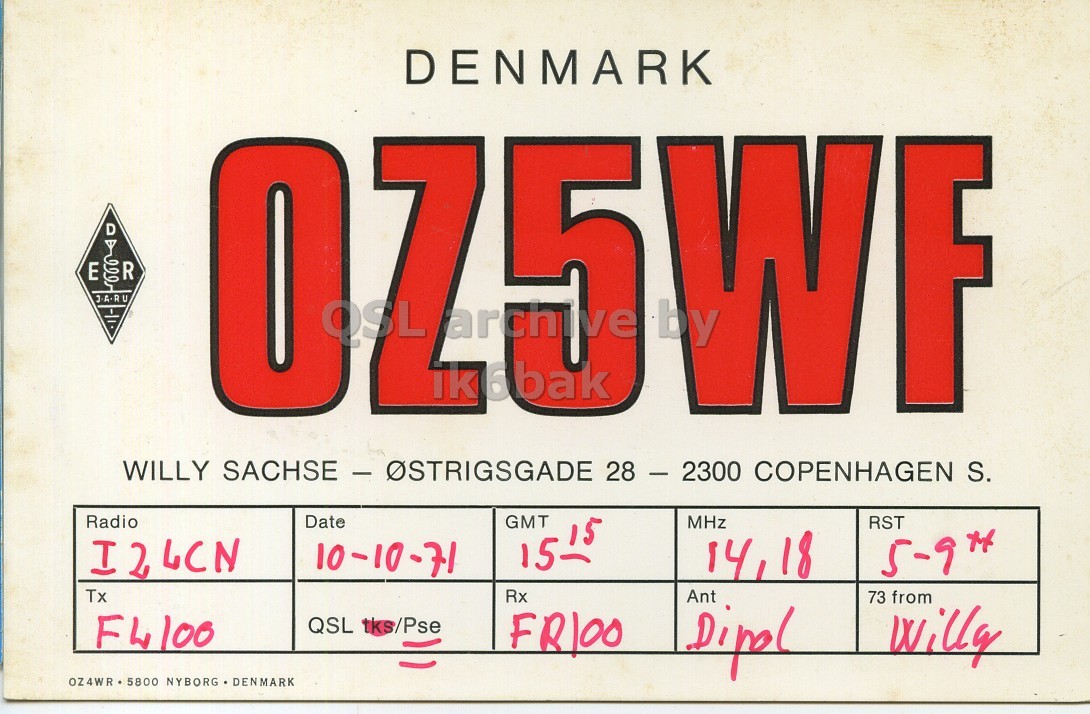 DENMARK
OZ5WF
D
E R
I·A·R·U
QSL archive by
ik6bak
WILLY SACHSE – ØSTRIGSGADE 28 – 2300 COPENHAGEN S.
Radio Date GMT MHz RST
I2LCN 10-10-71 15 15 14,18 5-9++
Tx QSL tks/Pse Rx Ant 73 from
FL100 FR100 Dipol Willy
OZ4WR • 5800 NYBORG • DENMARK